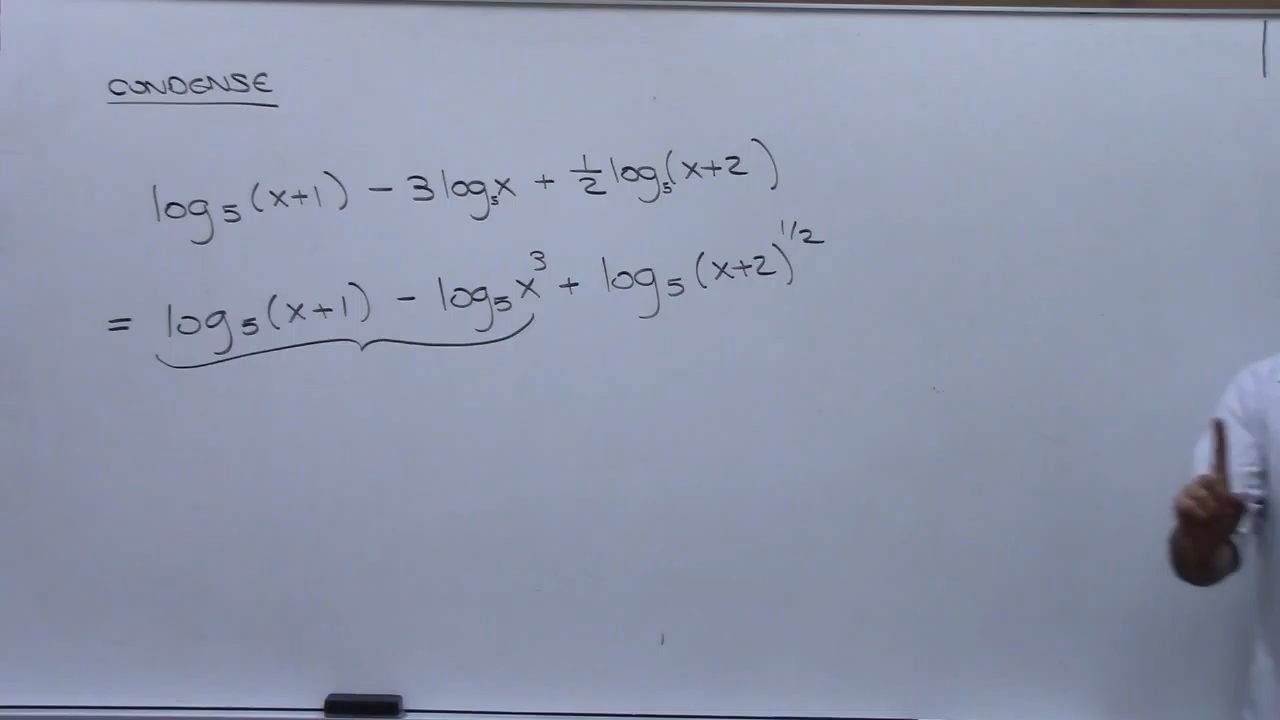 CONDENSE
log₅(x+1) - 3log₅x + ½log₅(x+2)
= log₅(x+1) - log₅x³ + log₅(x+2)^1/2